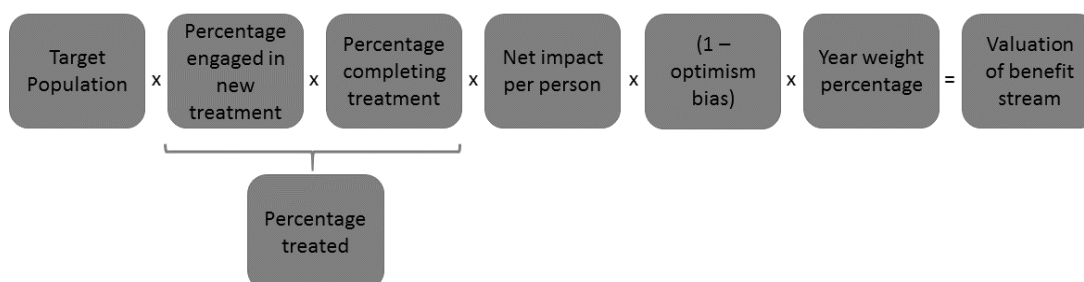 Target
Population
x
Percentage
engaged in
new
treatment
x
Percentage
completing
treatment
x
Net impact
per person
x
(1 –
optimism
bias)
x
Year weight
percentage
=
Valuation
of benefit
stream
Percentage
treated